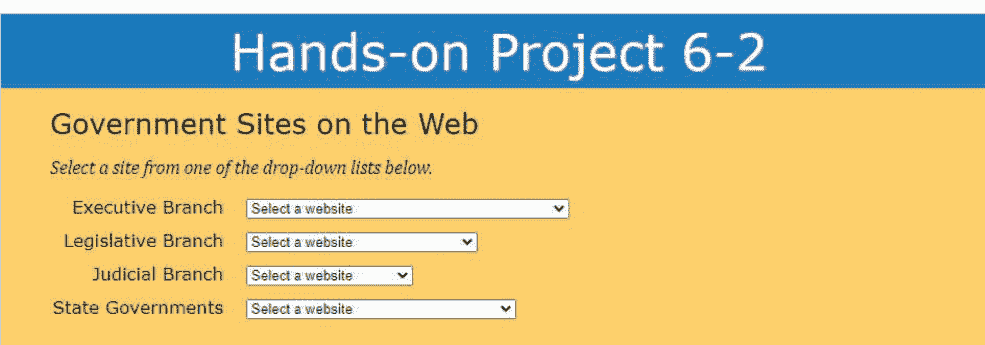 Hands-on Project 6-2
Government Sites on the Web
Select a site from one of the drop-down lists below.
Executive Branch Select a website
Legislative Branch Select a website
Judicial Branch Select a website
State Governments Select a website